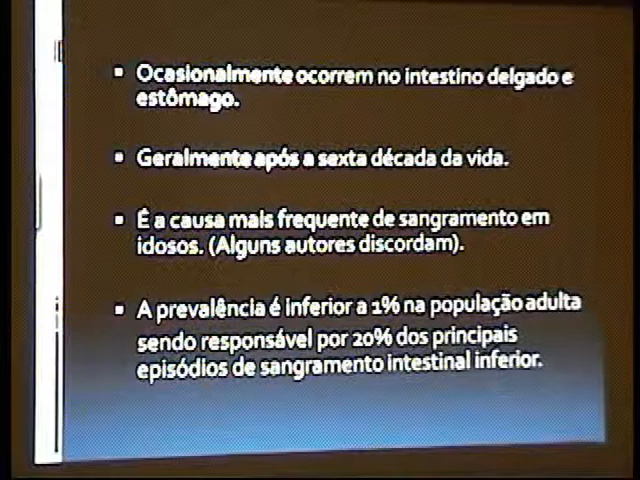 ▪ Ocasionalmente ocorrem no intestino delgado e
estômago.
▪ Geralmente após a sexta década da vida.
▪ É a causa mais frequente de sangramento em
idosos. (Alguns autores discordam).
▪ A prevalência é inferior a 1% na população adulta
sendo responsável por 20% dos principais
episódios de sangramento intestinal inferior.